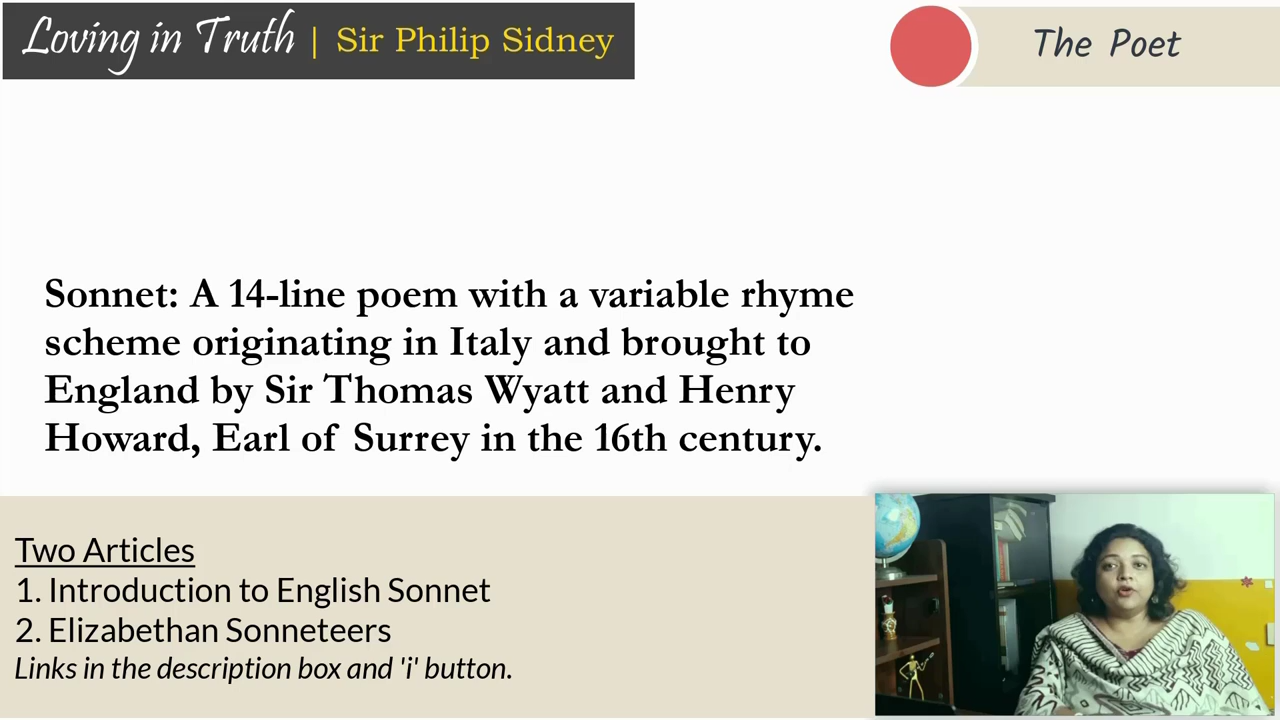 Loving in Truth | Sir Philip Sidney
The Poet
Sonnet: A 14-line poem with a variable rhyme
scheme originating in Italy and brought to
England by Sir Thomas Wyatt and Henry
Howard, Earl of Surrey in the 16th century.
Two Articles
1. Introduction to English Sonnet
2. Elizabethan Sonneteers
Links in the description box and 'i' button.